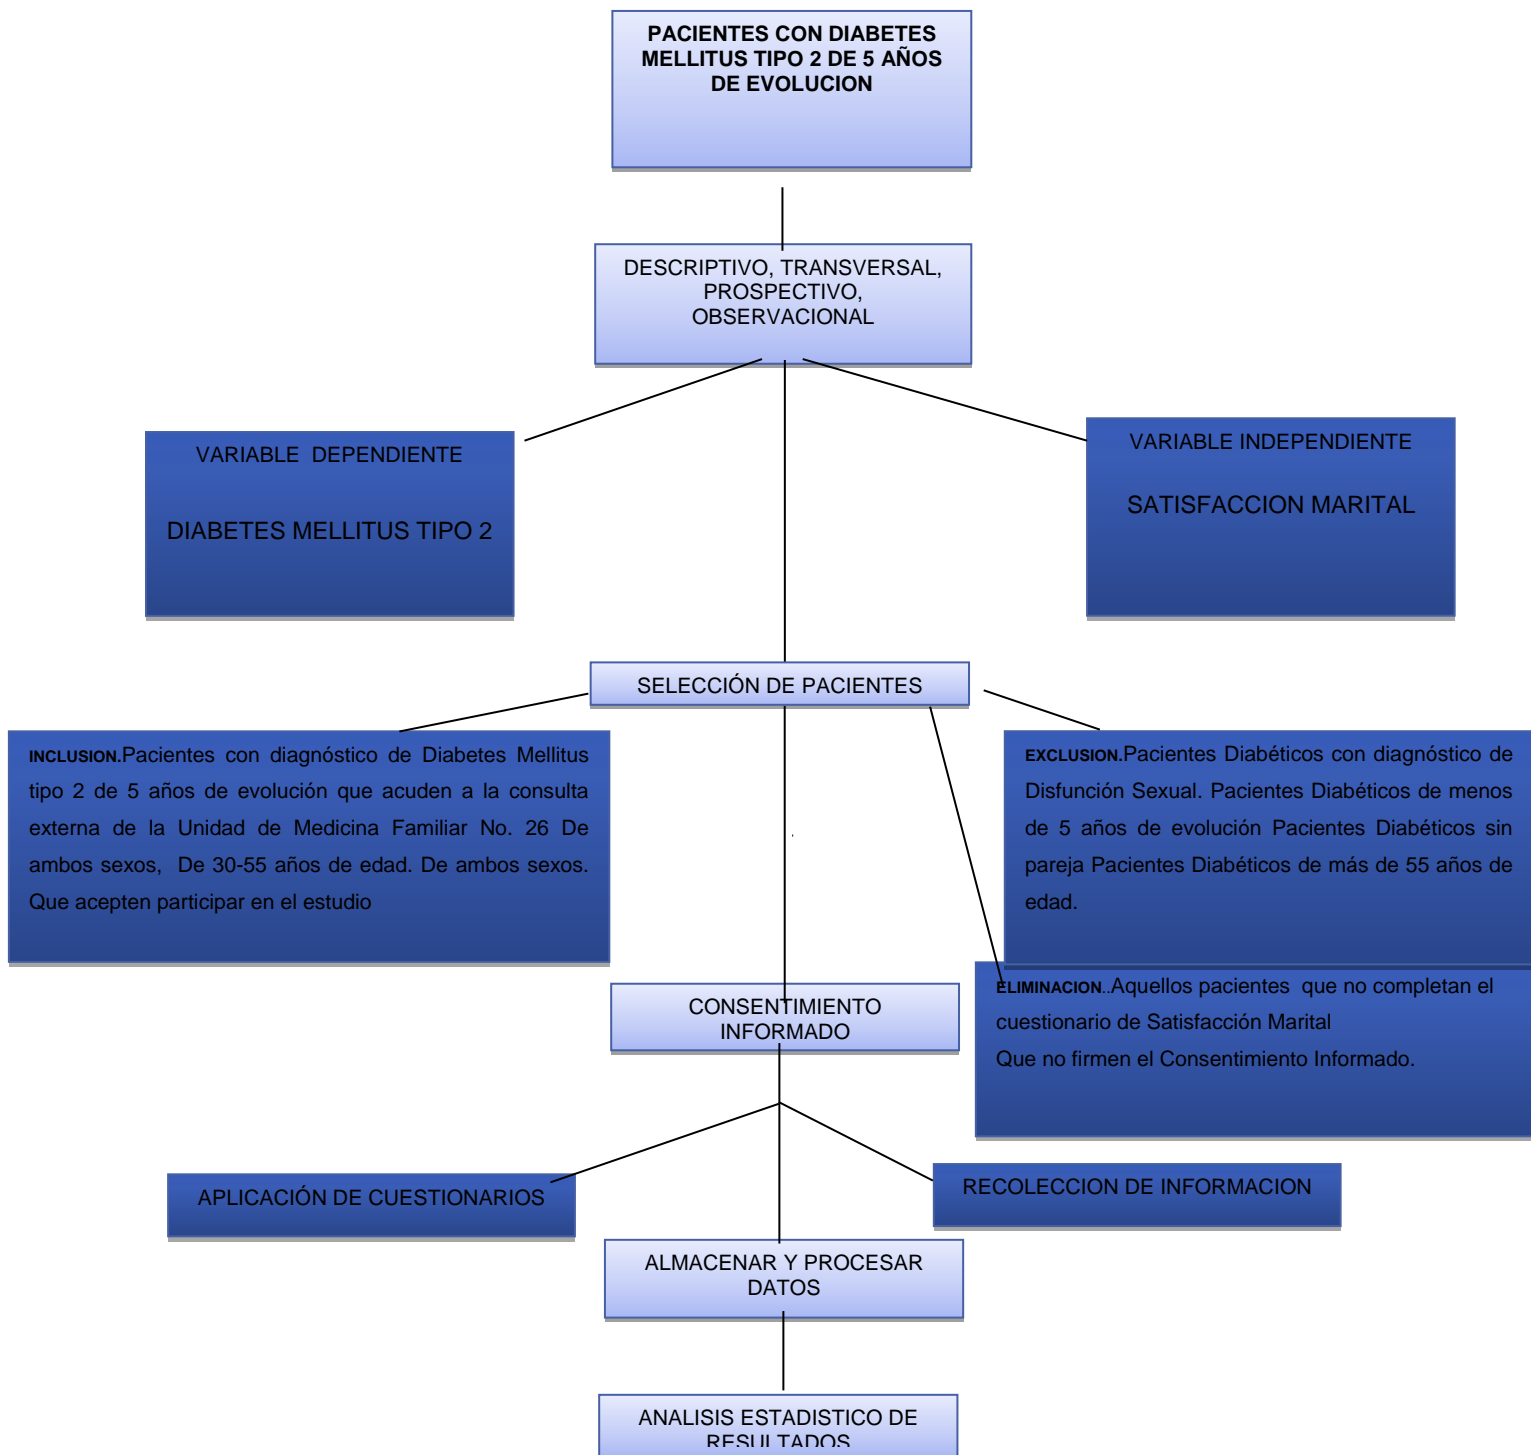 PACIENTES CON DIABETES
MELLITUS TIPO 2 DE 5 AÑOS
DE EVOLUCION
DESCRIPTIVO, TRANSVERSAL,
PROSPECTIVO,
OBSERVACIONAL
VARIABLE DEPENDIENTE
DIABETES MELLITUS TIPO 2
VARIABLE INDEPENDIENTE
SATISFACCION MARITAL
SELECCIÓN DE PACIENTES
INCLUSION.Pacientes con diagnóstico de Diabetes Mellitus
tipo 2 de 5 años de evolución que acuden a la consulta
externa de la Unidad de Medicina Familiar No. 26 De
ambos sexos, De 30-55 años de edad. De ambos sexos.
Que acepten participar en el estudio
EXCLUSION.Pacientes Diabéticos con diagnóstico de
Disfunción Sexual. Pacientes Diabéticos de menos
de 5 años de evolución Pacientes Diabéticos sin
pareja Pacientes Diabéticos de más de 55 años de
edad.
ELIMINACION..Aquellos pacientes que no completan el
cuestionario de Satisfacción Marital
Que no firmen el Consentimiento Informado.
CONSENTIMIENTO
INFORMADO
APLICACIÓN DE CUESTIONARIOS
RECOLECCION DE INFORMACION
ALMACENAR Y PROCESAR
DATOS
ANALISIS ESTADISTICO DE
RESULTADOS